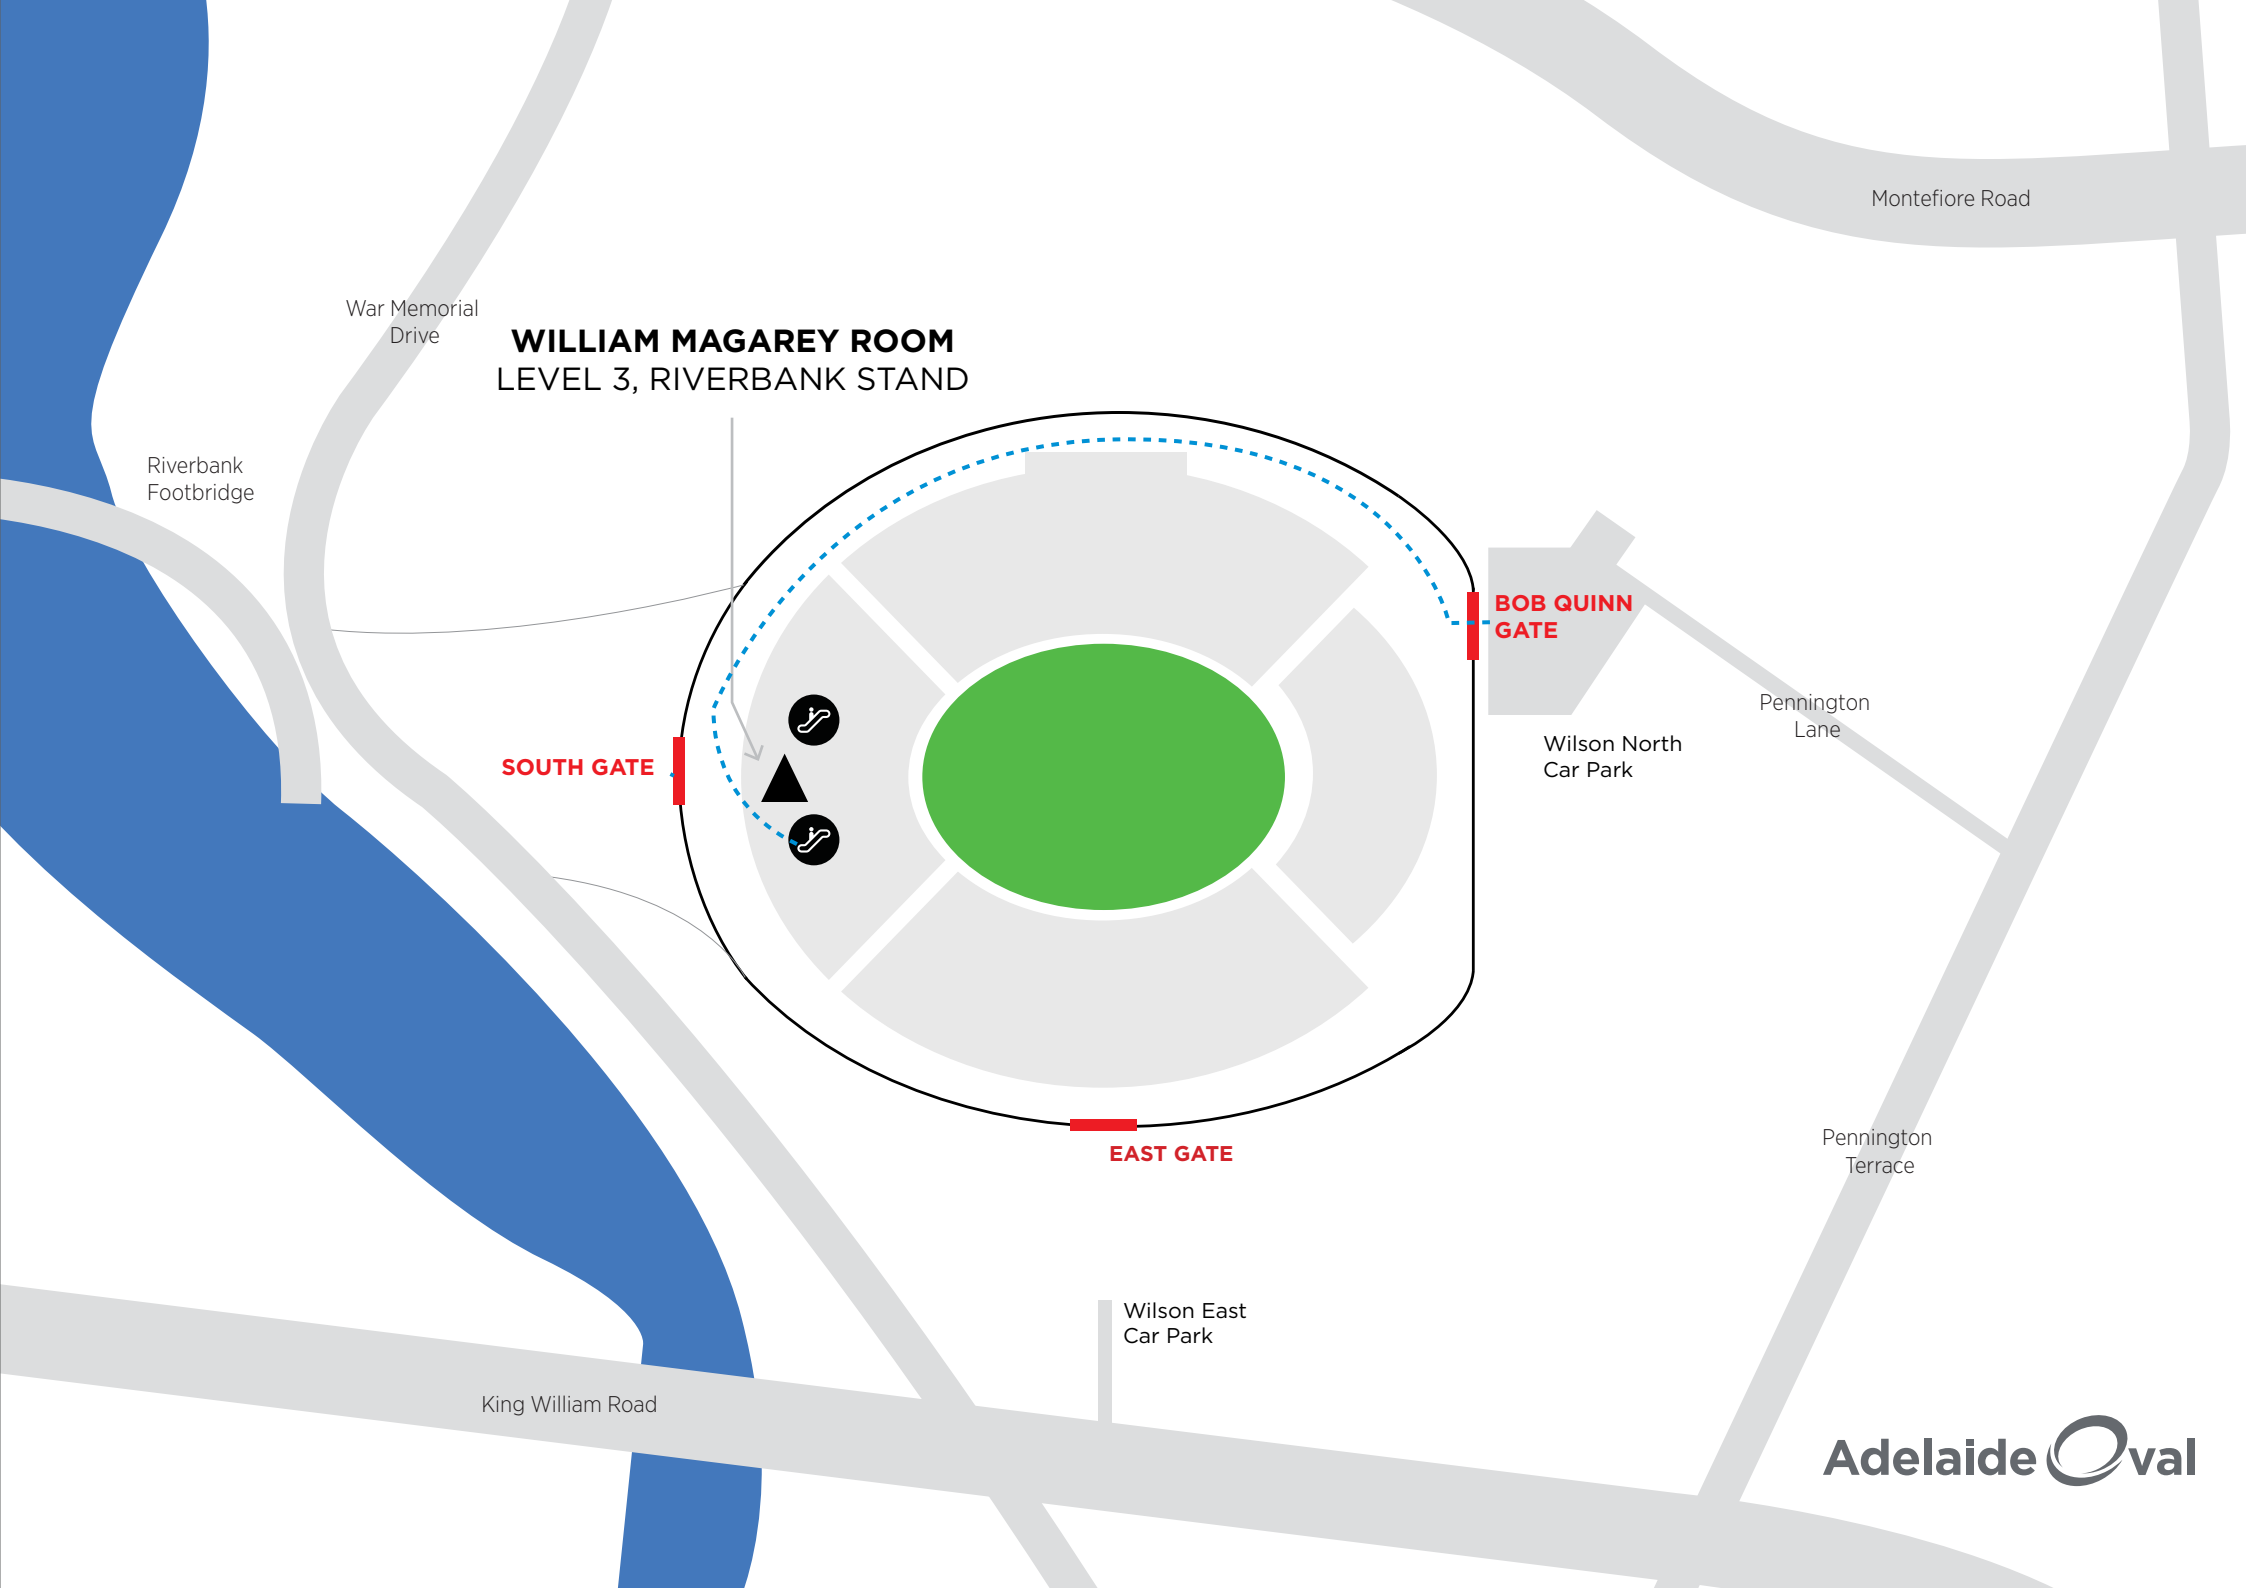 Montefiore Road
War Memorial
Drive
WILLIAM MAGAREY ROOM
LEVEL 3, RIVERBANK STAND
Riverbank
Footbridge
BOB QUINN
GATE
Pennington
Lane
Wilson North
Car Park
SOUTH GATE
Pennington
Terrace
EAST GATE
Wilson East
Car Park
King William Road
Adelaide Oval